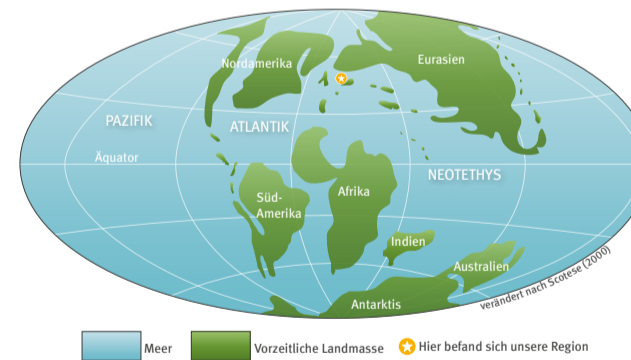 Nordamerika
Eurasien
PAZIFIK
ATLANTIK
Äquator
NEOTETHYS
Süd-
Amerika
Afrika
Indien
Australien
Antarktis
verändert nach Scotese (2000)
Meer
Vorzeitliche Landmasse
Hier befand sich unsere Region